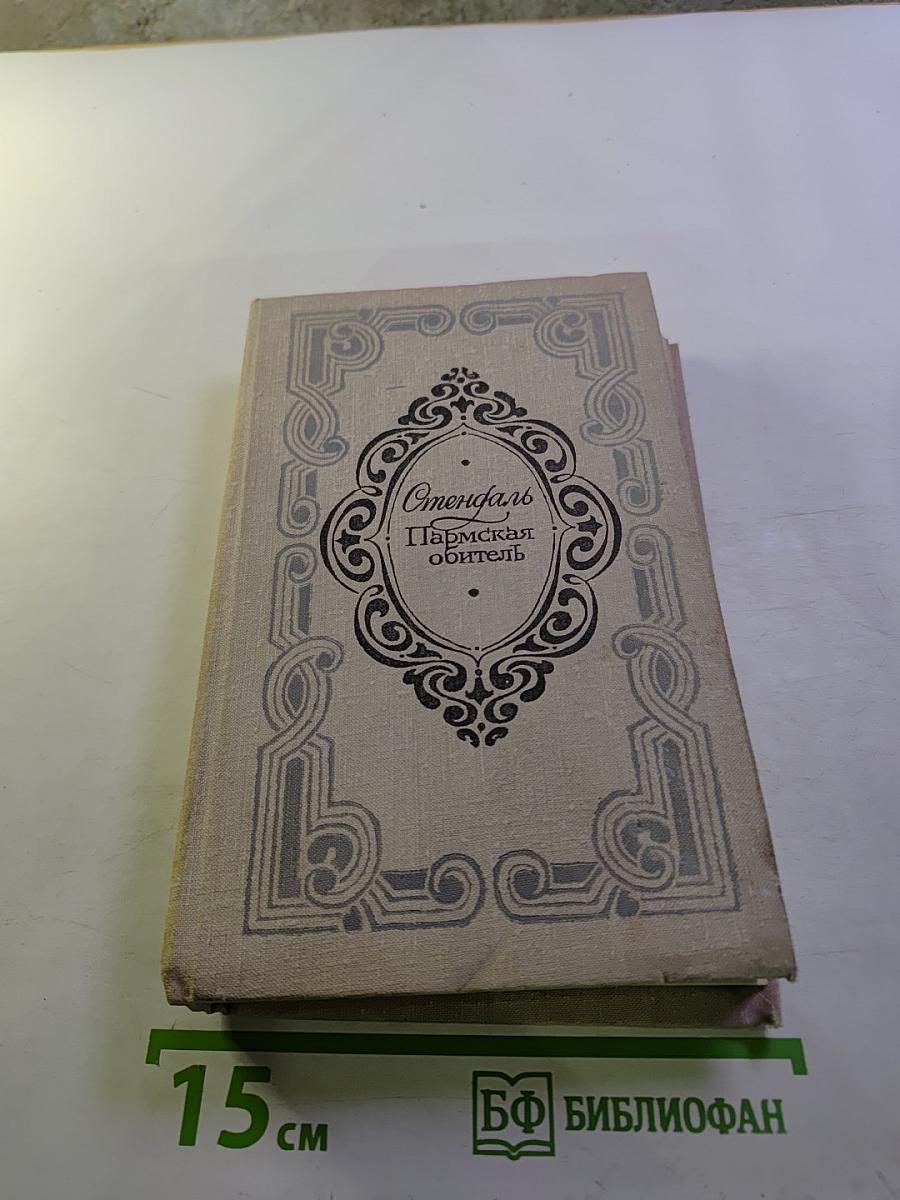 Стендаль
Пармская
обитель
15 см
БФ БИБЛИОФАН